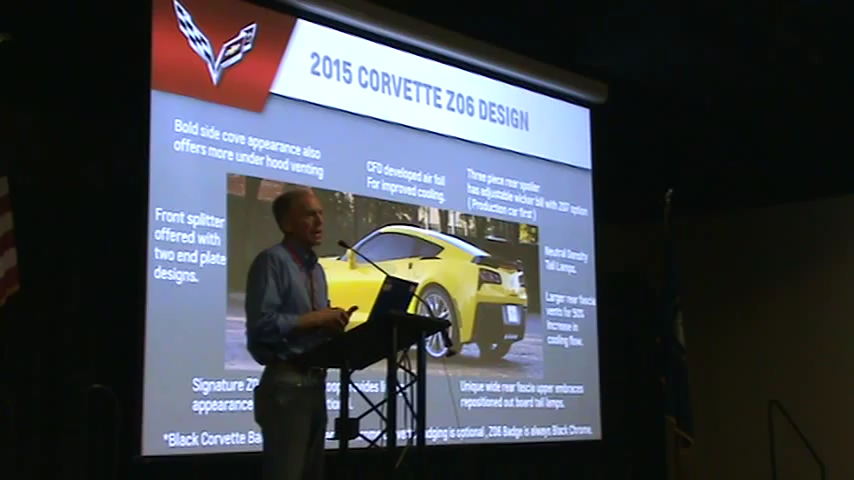 2015 CORVETTE Z06 DESIGN
Bold side cove appearance also
offers more under hood venting
CFD developed air foil
For improved cooling.
Three piece rear spoiler
has adjustable wicker bill with Z07 option
( Production car first )
Front splitter
offered with
two end plate
designs.
Neutral Density
Tail Lamps.
Larger rear fascia
vents for 50%
increase in
cooling flow.
Signature
appearance
Unique wide rear fascia upper embraces
repositioned out board tail lamps.
*Black Corvette
is optional, Z06 Badge is always Black Chrome.